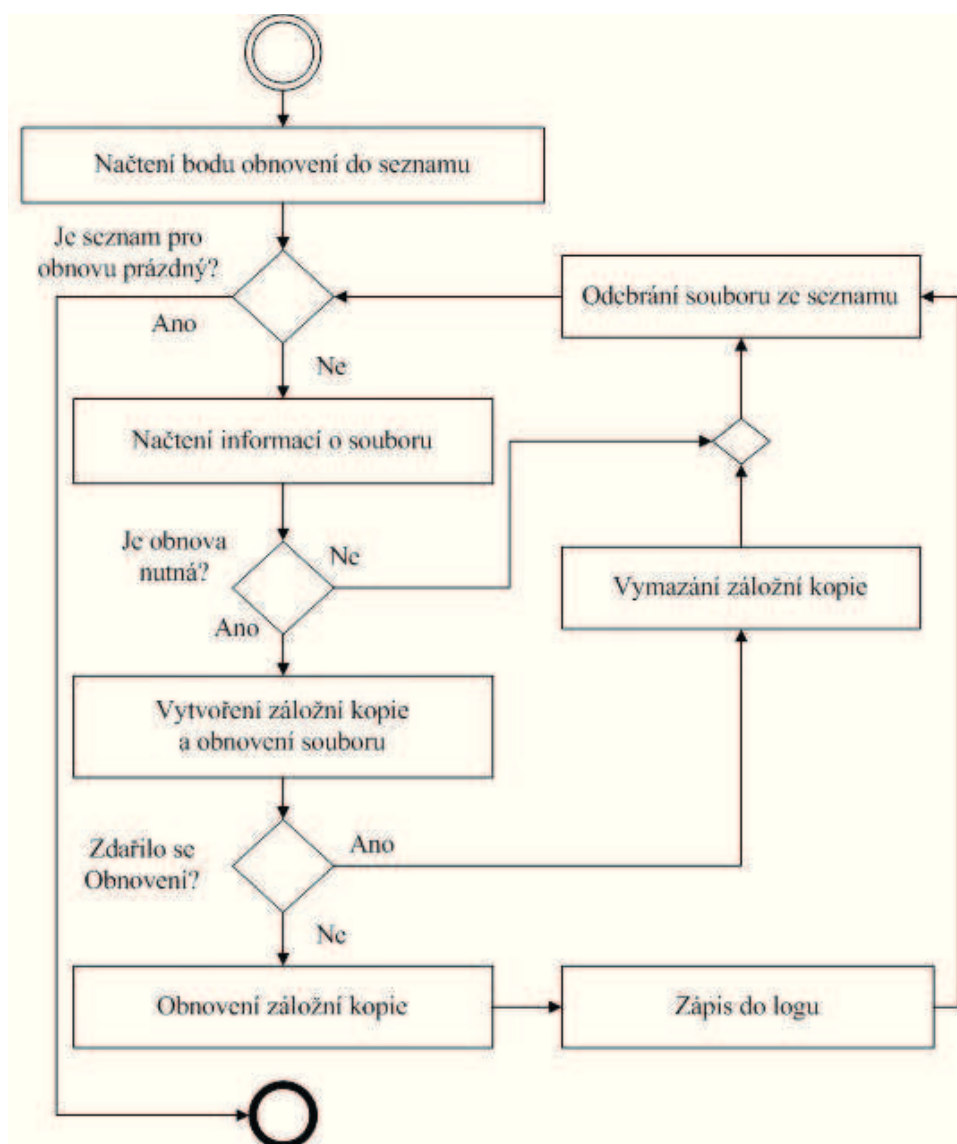 Načtení bodu obnovení do seznamu
Je seznam pro
obnovu prázdný?
Ano
Ne
Odebrání souboru ze seznamu
Načtení informací o souboru
Je obnova
nutná?
Ne
Ano
Vymazání záložní kopie
Vytvoření záložní kopie
a obnovení souboru
Zdařilo se
Obnovení?
Ano
Ne
Obnovení záložní kopie
Zápis do logu